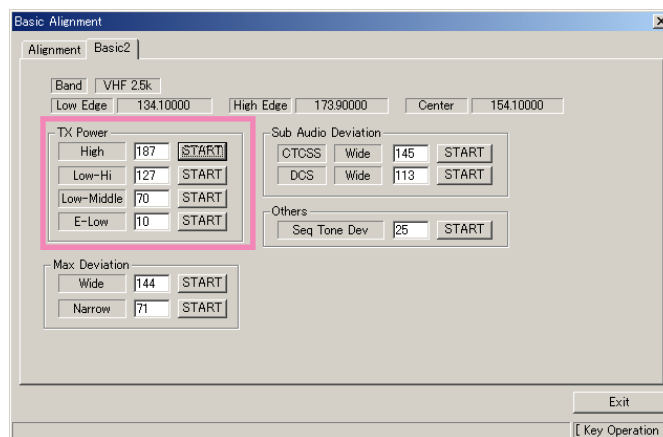 Basic Alignment
Alignment Basic2
Band VHF 2.5k
Low Edge 134.10000 High Edge 173.90000 Center 154.10000
TX Power
High 187 START
Low-Hi 127 START
Low-Middle 70 START
E-Low 10 START
Sub Audio Deviation
CTCSS Wide 145 START
DCS Wide 113 START
Others
Seq Tone Dev 25 START
Max Deviation
Wide 144 START
Narrow 71 START
Exit
[ Key Operation